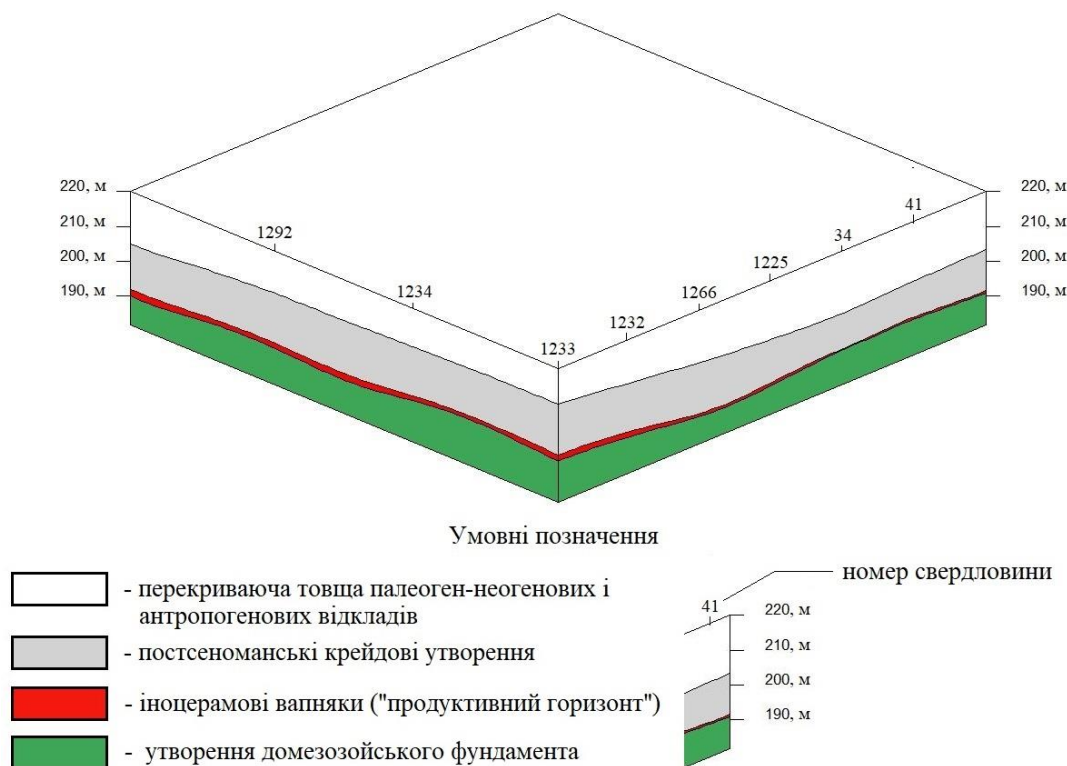 220, м
210, м
200, м
190, м
1292
1234
1233
1232
1266
1225
34
41
220, м
210, м
200, м
190, м
Умовні позначення
- перекриваюча товща палеоген-неогенових і
антропогенових відкладів
- постсеноманські крейдові утворення
- іноцерамові вапняки ("продуктивний горизонт")
- утворення домезозойського фундамента
номер свердловини
41
220, м
210, м
200, м
190, м